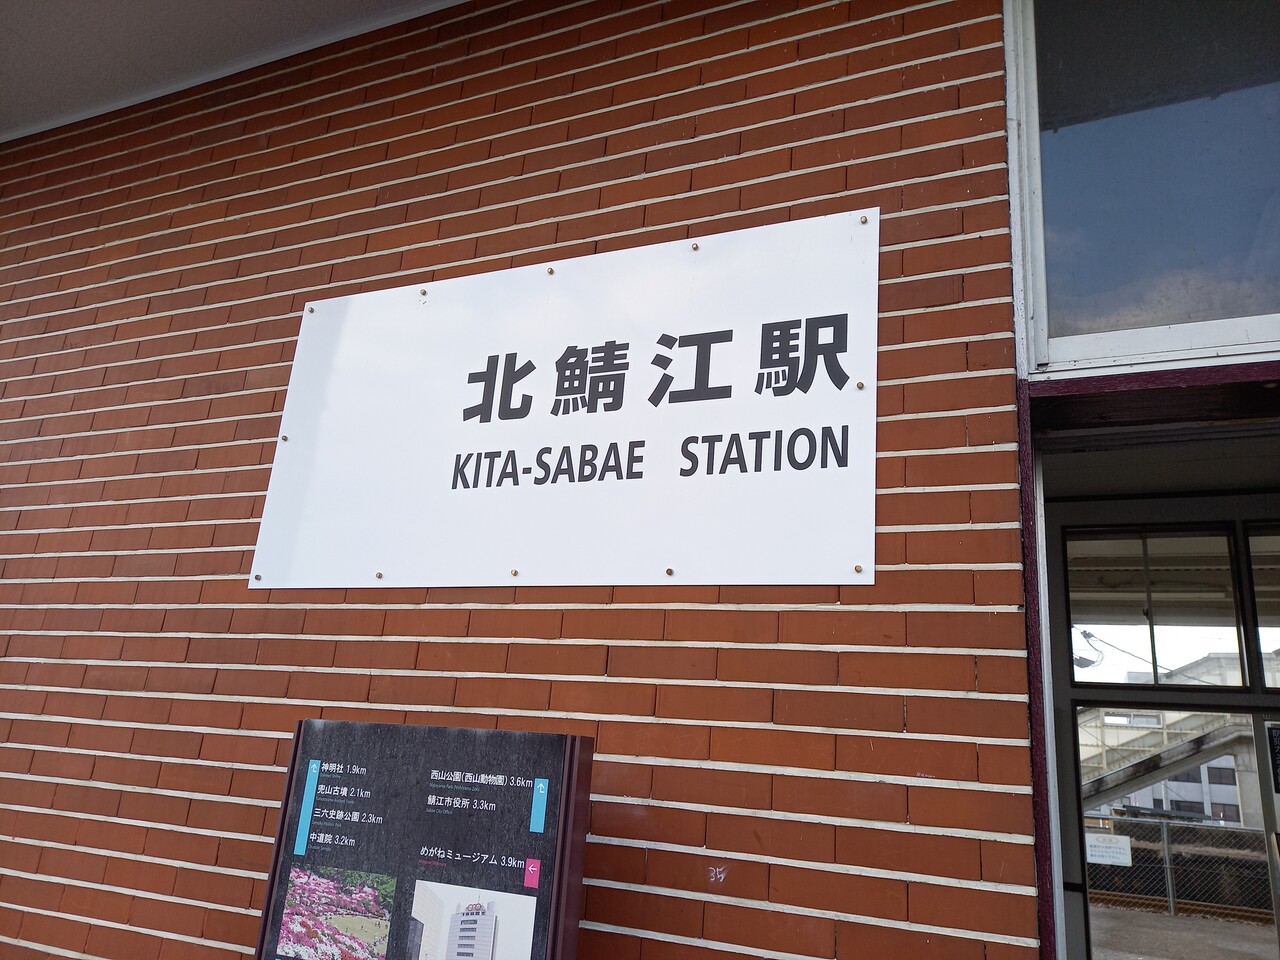 北鯖江駅
KITA-SABAE STATION
神明社 1.9km
兜山古墳 2.1km
三六史跡公園 2.3km
中道院 3.2km
西山公園(西山動物園) 3.6km
鯖江市役所 3.3km
めがねミュージアム 3.9km